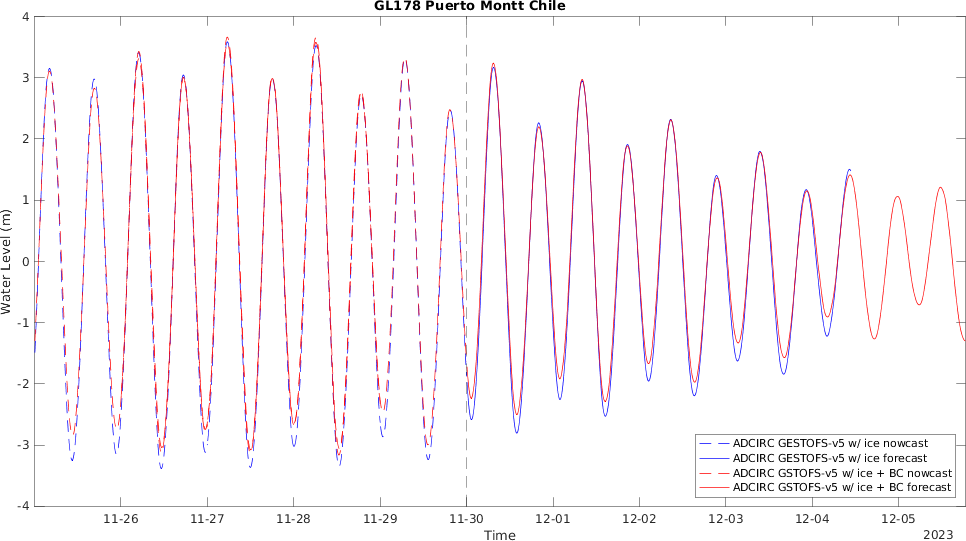 GL178 Puerto Montt Chile
4
3
2
1
0
-1
-2
-3
-4
Water Level (m)
ADCIRC GESTOFS-v5 w/ ice nowcast
ADCIRC GESTOFS-v5 w/ ice forecast
ADCIRC GSTOFS-v5 w/ ice + BC nowcast
ADCIRC GSTOFS-v5 w/ ice + BC forecast
11-26 11-27 11-28 11-29 11-30 12-01 12-02 12-03 12-04 12-05
Time
2023